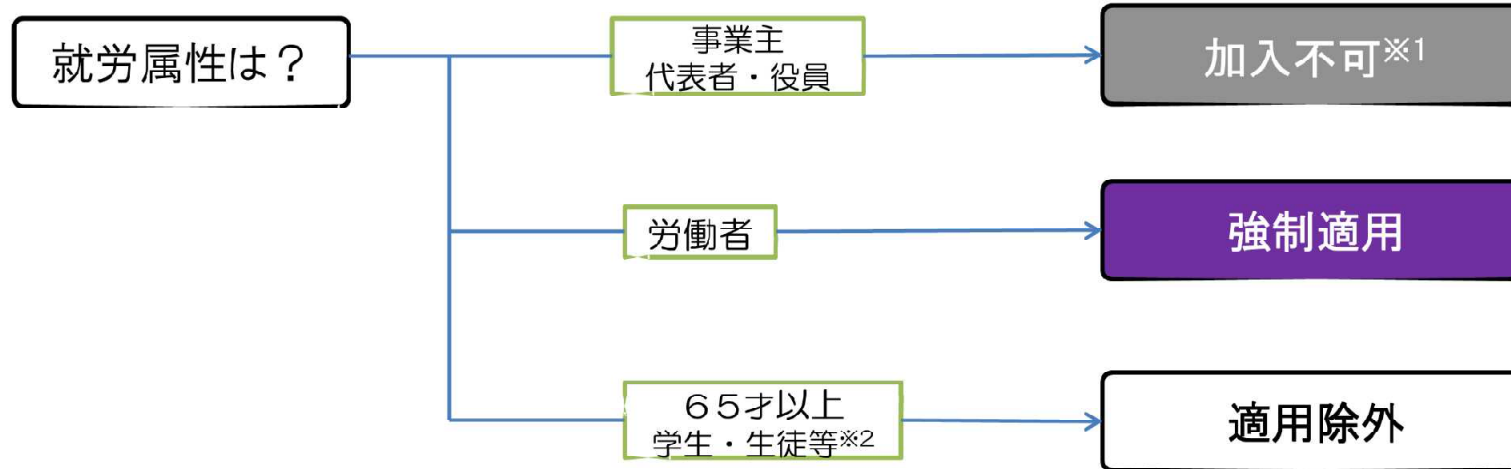 就労属性は？
事業主
代表者・役員
加入不可※1
労働者
強制適用
６５才以上
学生・生徒等※2
適用除外